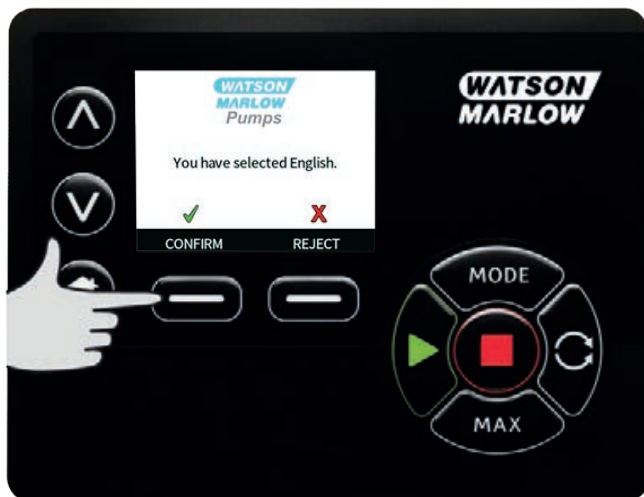 WATSON
MARLOW
Pumps
You have selected English.
CONFIRM
REJECT
WATSON
MARLOW
MODE
MAX